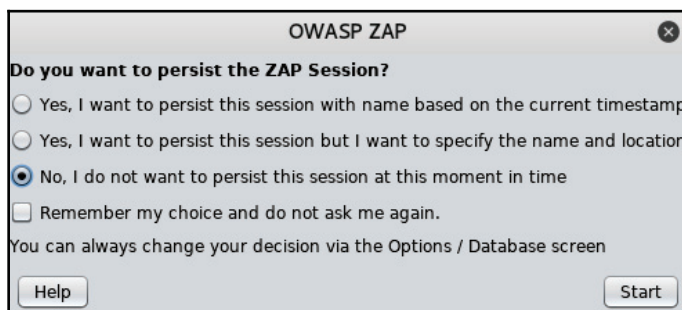 OWASP ZAP
Do you want to persist the ZAP Session?
Yes, I want to persist this session with name based on the current timestamp
Yes, I want to persist this session but I want to specify the name and location
No, I do not want to persist this session at this moment in time
Remember my choice and do not ask me again.
You can always change your decision via the Options / Database screen
Help Start